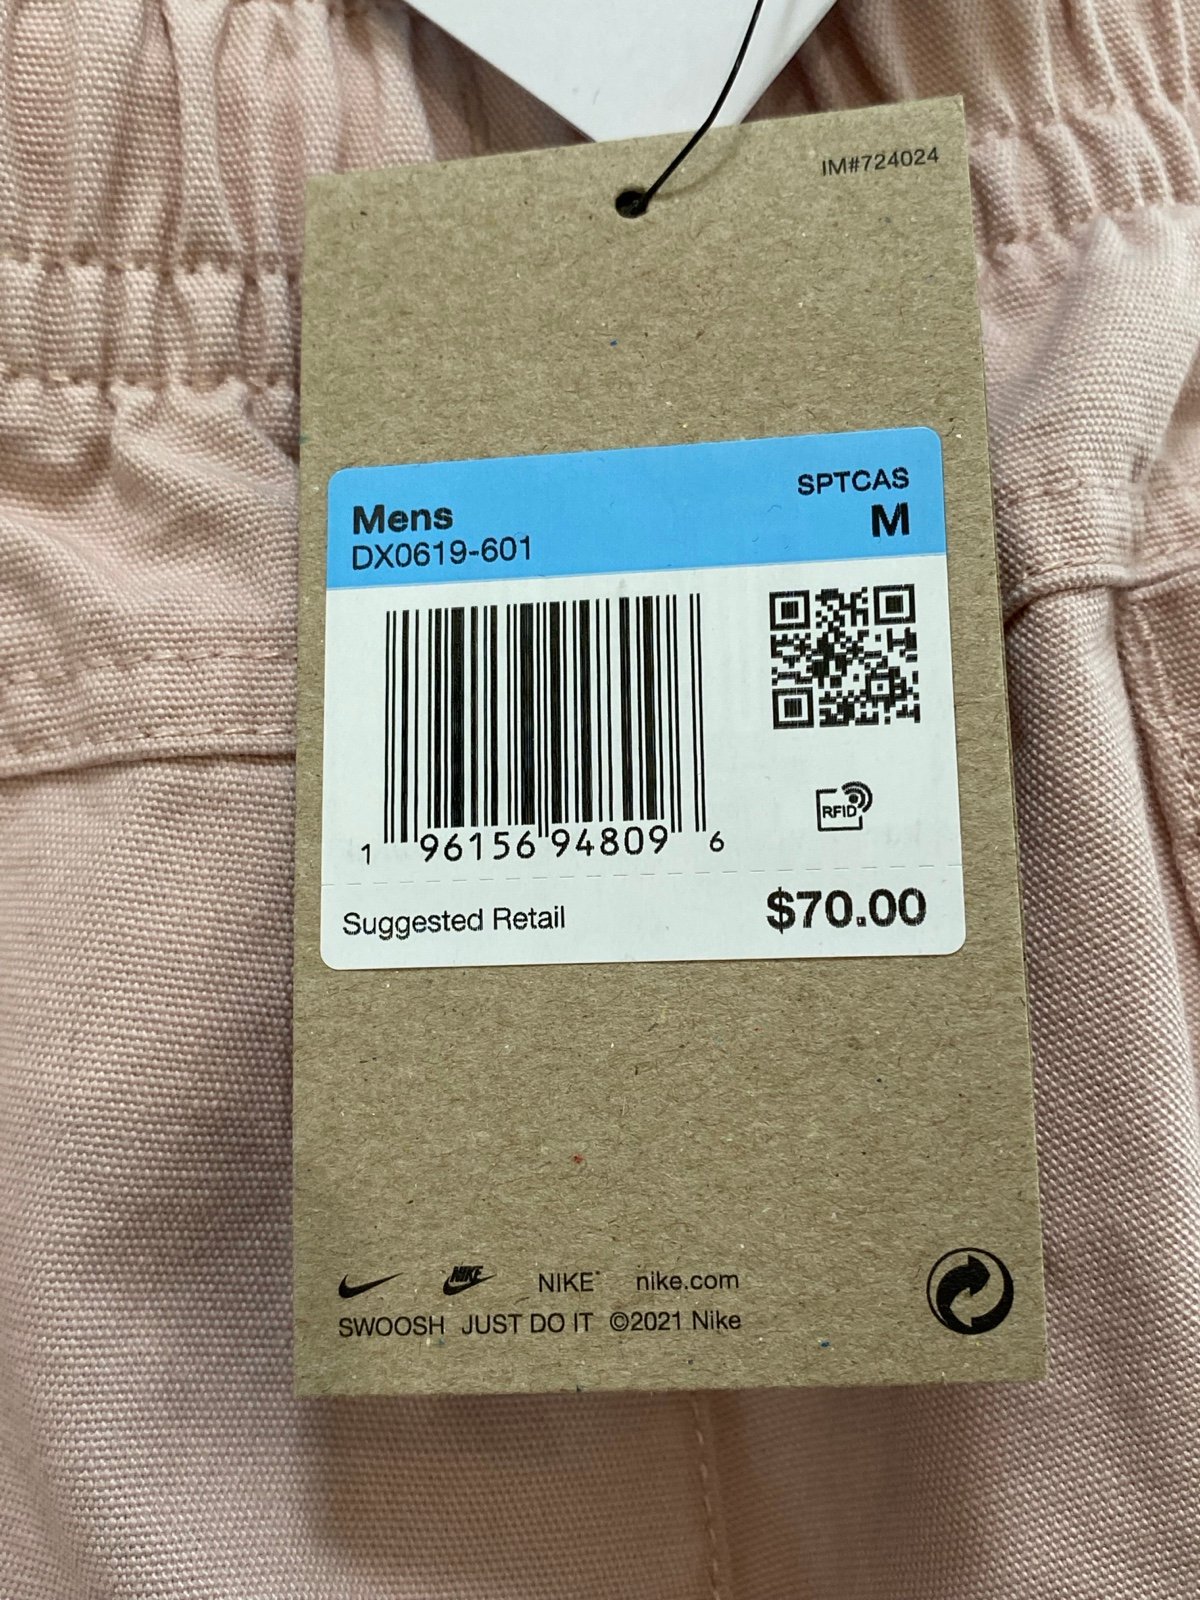 IM#724024
SPTCAS
Mens
M
DX0619-601
RFID
1 96156 94809 6
Suggested Retail
$70.00
NIKE NIKE nike.com
SWOOSH JUST DO IT ©2021 Nike